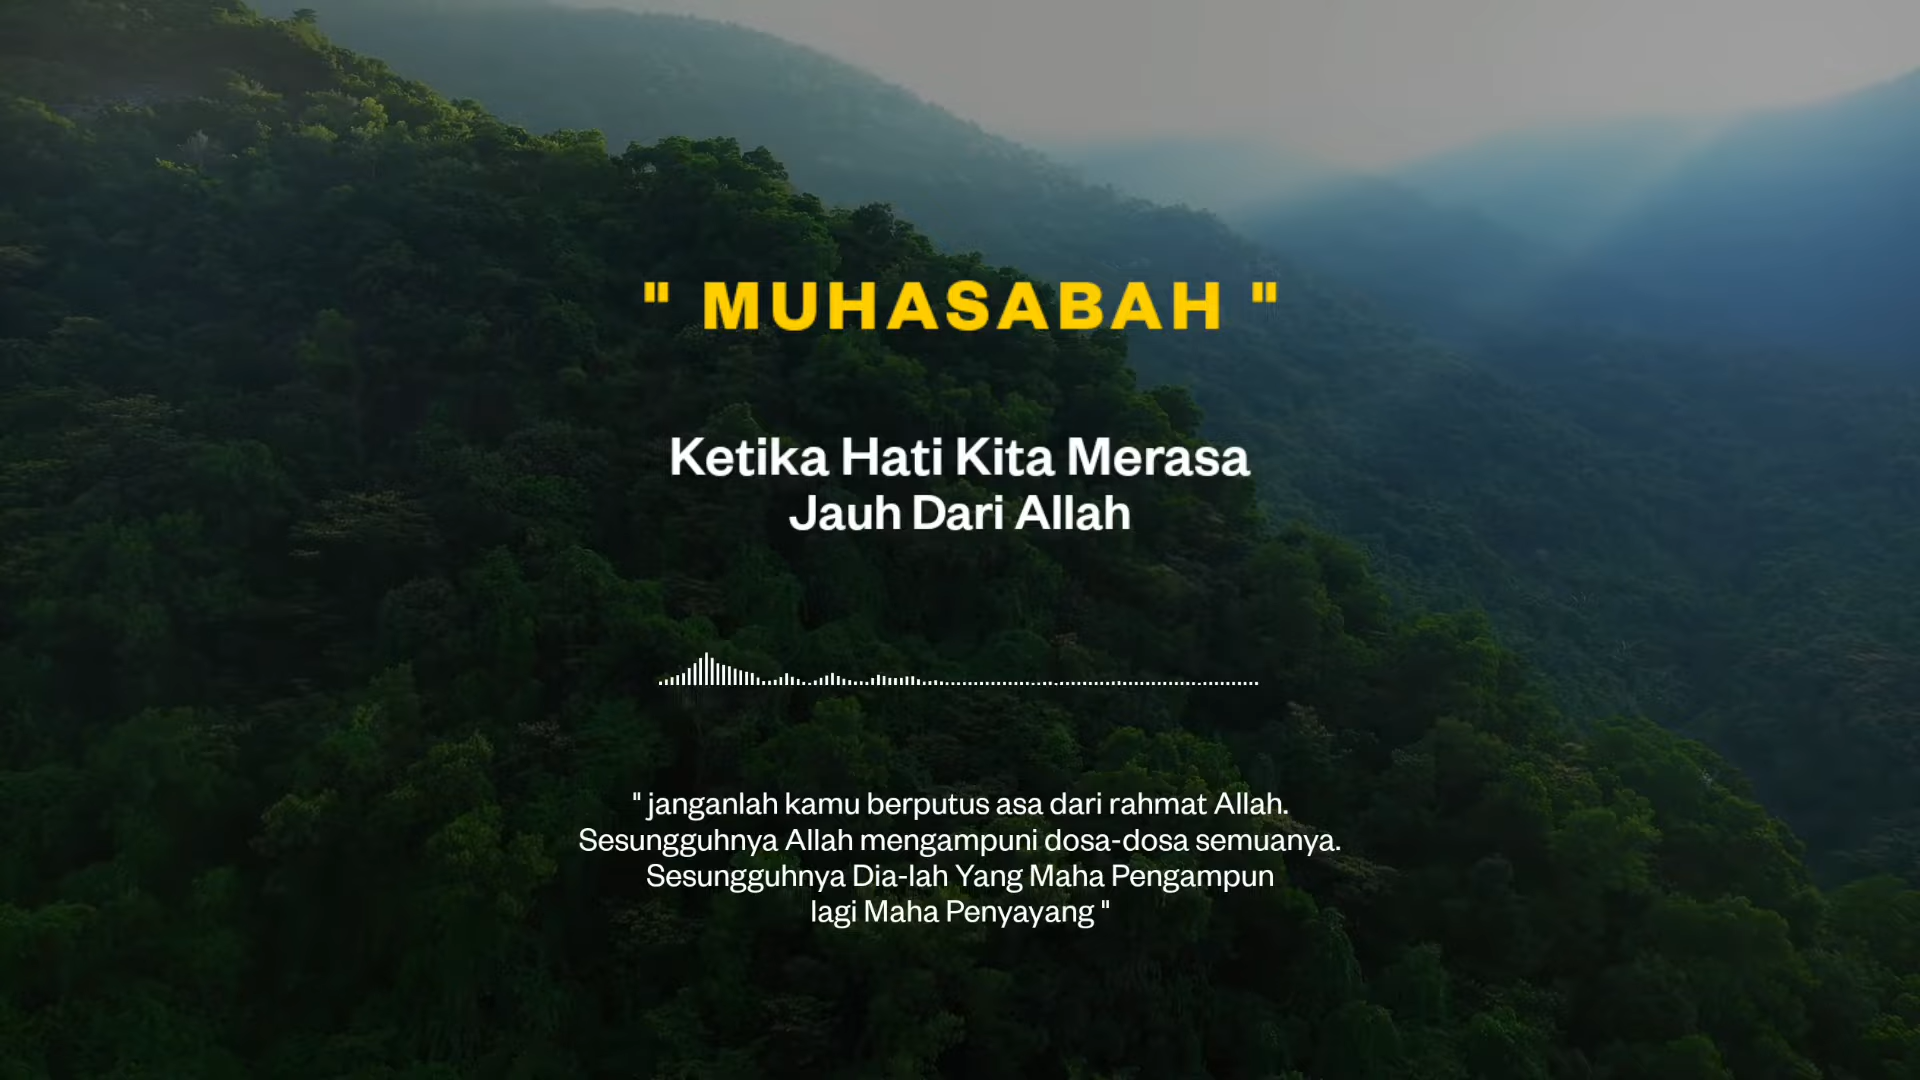 " MUHASABAH "
Ketika Hati Kita Merasa
Jauh Dari Allah
" janganlah kamu berputus asa dari rahmat Allah.
Sesungguhnya Allah mengampuni dosa-dosa semuanya.
Sesungguhnya Dia-lah Yang Maha Pengampun
lagi Maha Penyayang "